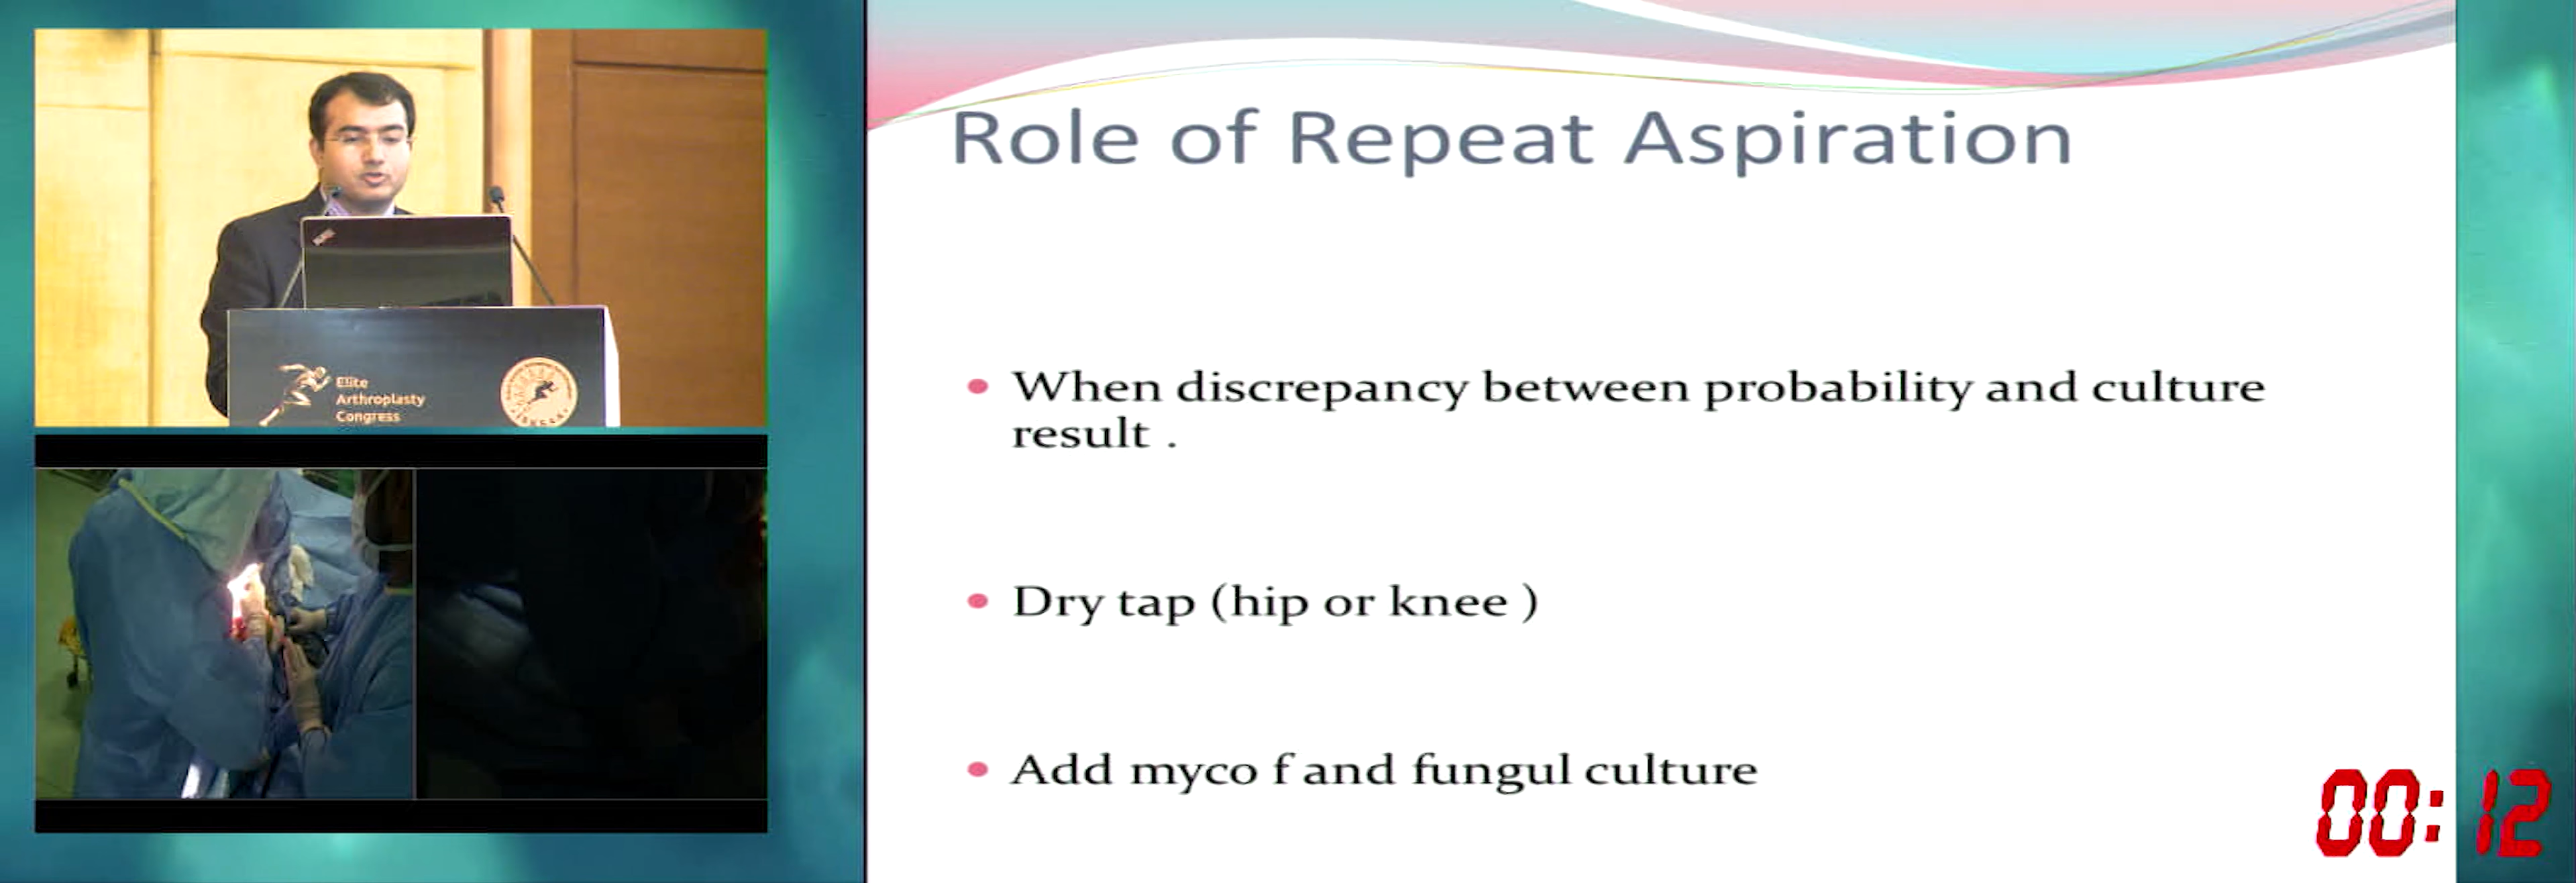 Role of Repeat Aspiration
When discrepancy between probability and culture
result .
Dry tap (hip or knee )
Add myco f and fungul culture
Elite
Arthroplasty
Congress
00:12